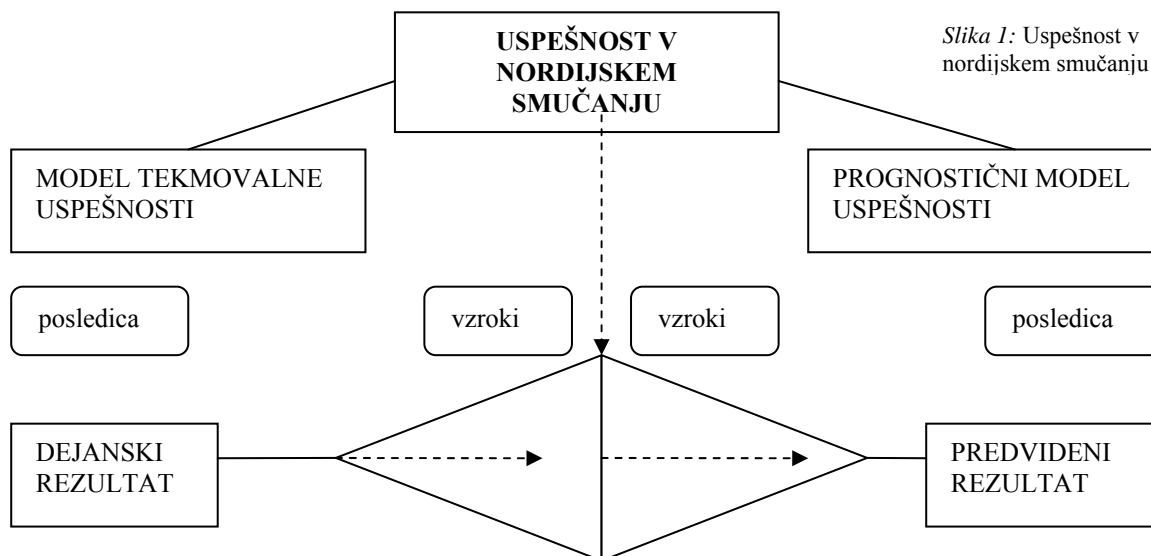 USPEŠNOST V
NORDIJSKEM
SMUČANJU
Slika 1: Uspešnost v
nordijskem smučanju
MODEL TEKMOVALNE
USPEŠNOSTI
PROGNOSTIČNI MODEL
USPEŠNOSTI
posledica
vzroki
vzroki
posledica
DEJANSKI
REZULTAT
PREDVIDENI
REZULTAT